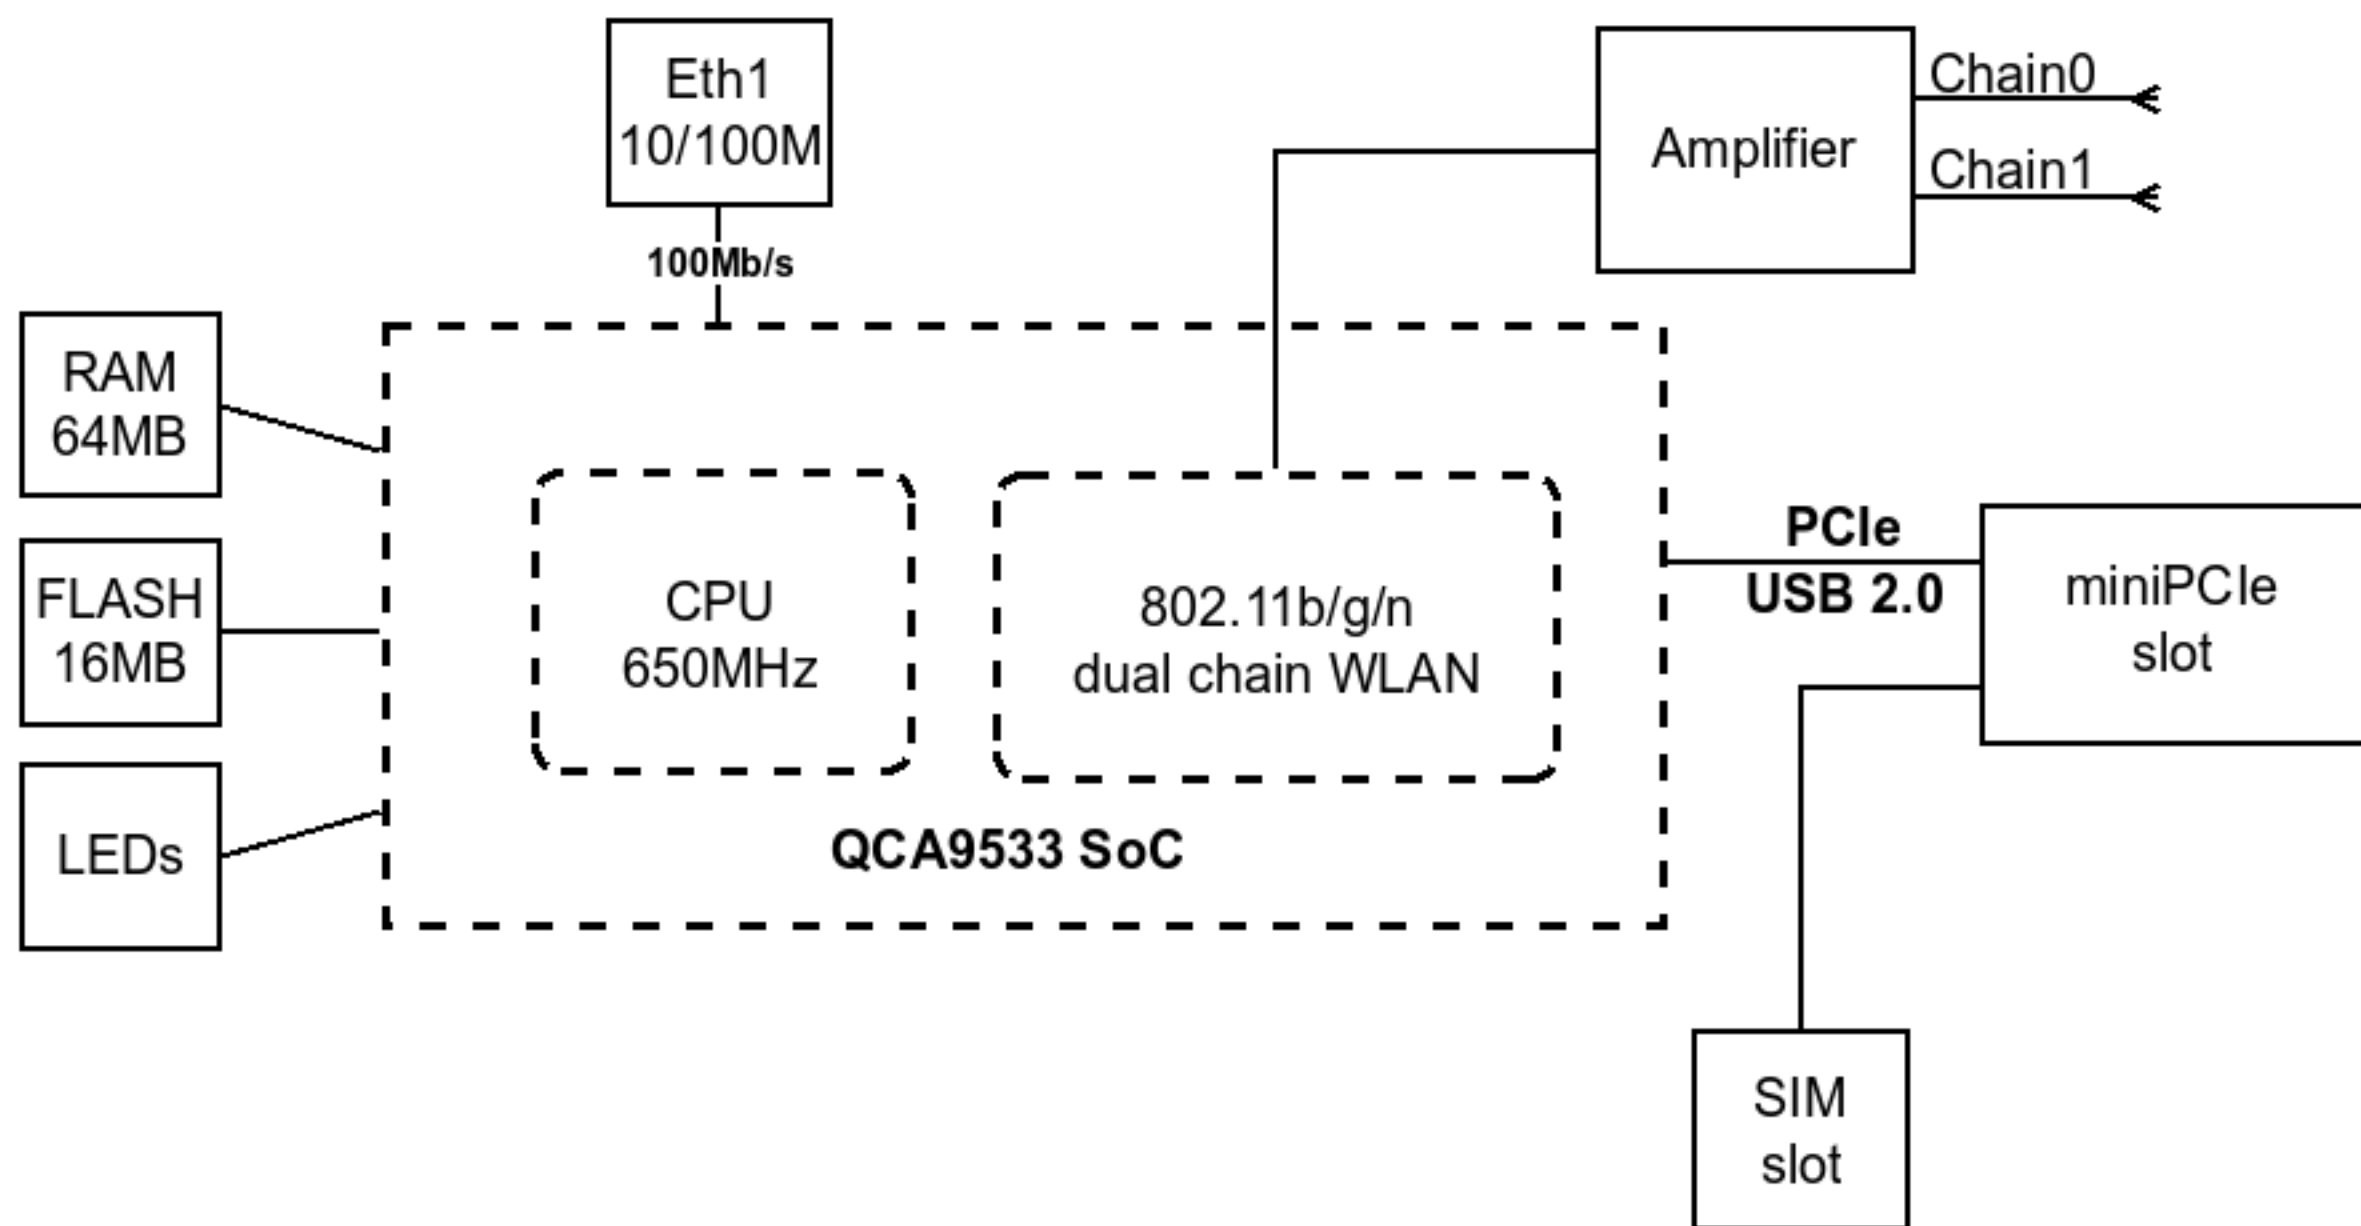 Eth1
10/100M
100Mb/s
Chain0
Amplifier
Chain1
RAM
64MB
FLASH
16MB
LEDs
CPU
650MHz
802.11b/g/n
dual chain WLAN
QCA9533 SoC
PCIe
USB 2.0
miniPCIe
slot
SIM
slot